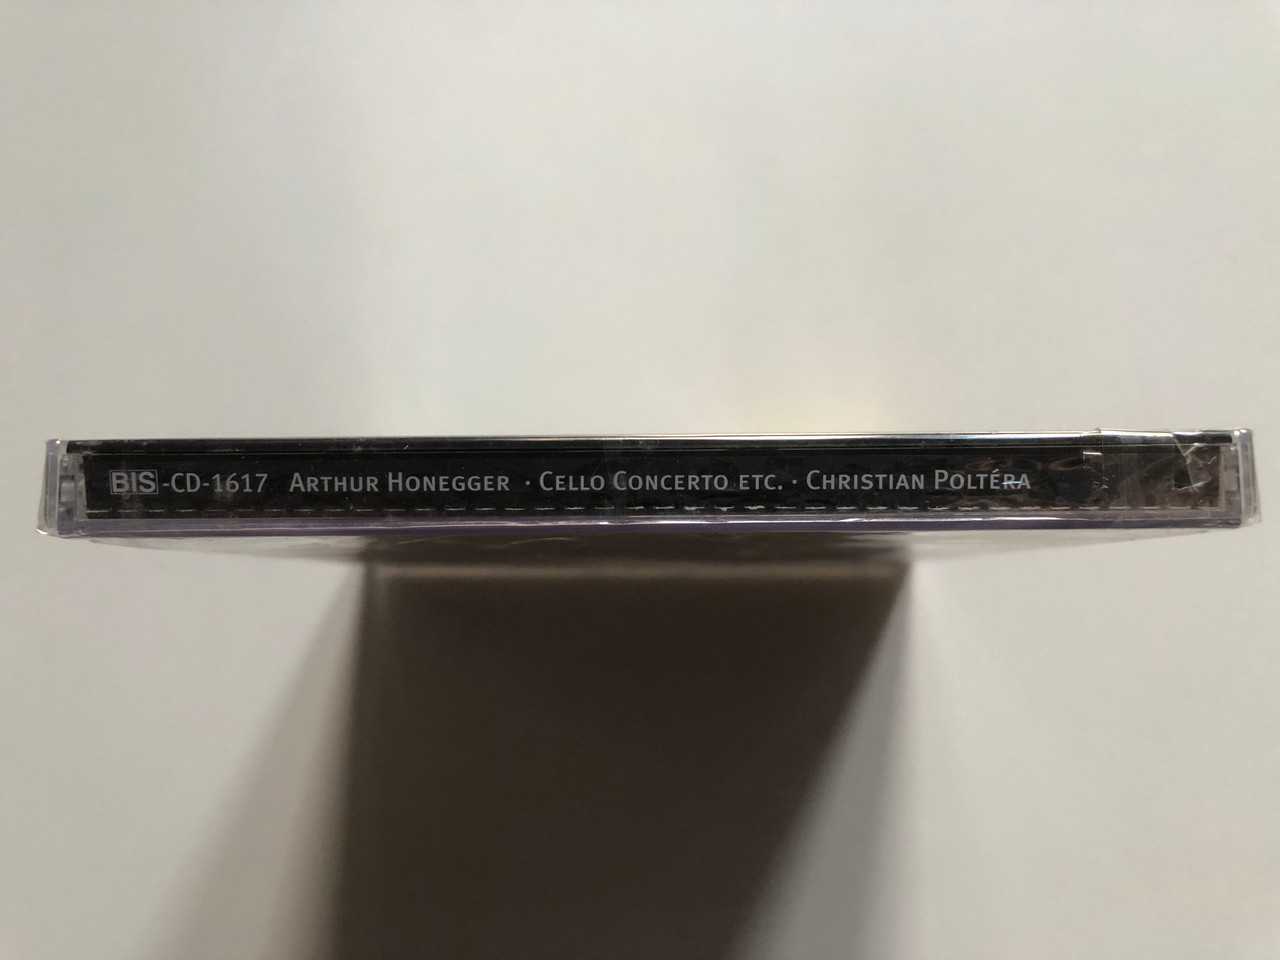 BIS-CD-1617 Arthur Honegger · Cello Concerto etc. · Christian Poltéra